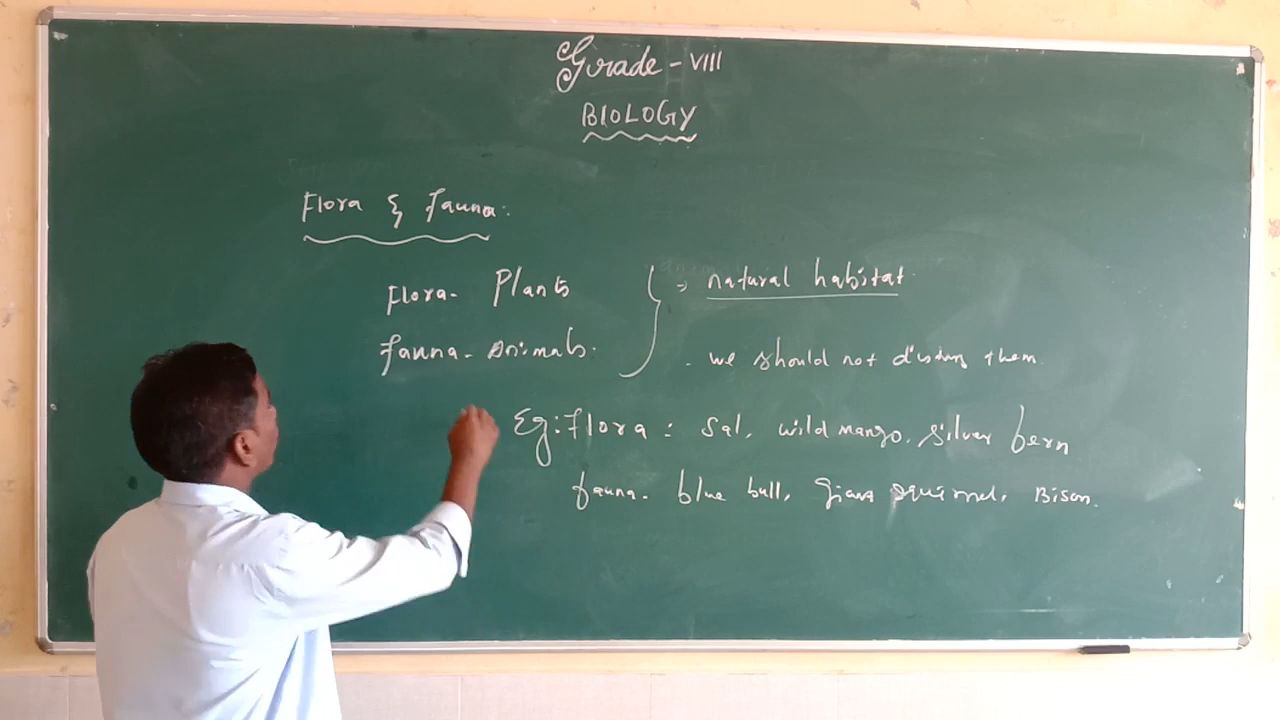 Grade - VIII
BIOLOGY
Flora & Fauna:
Flora - Plants
Fauna - Animals.
⇒ natural habitat
- we should not disturb them.
Eg: Flora : Sal, wild mango, Silver fern
fauna - blue bull, Giant squirrel, Bison.